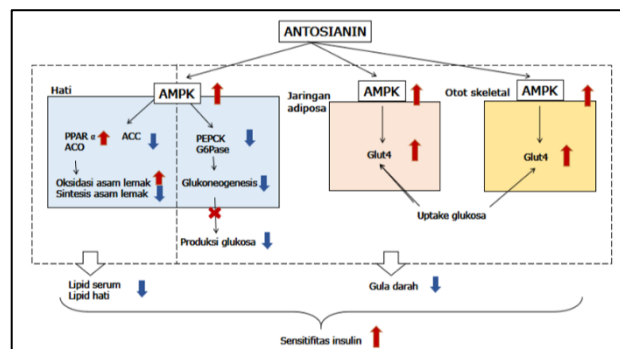 ANTOSIANIN
Hati
AMPK
Jaringan
adiposa
AMPK
Otot skeletal
AMPK
PPAR α
ACO
ACC
PEPCK
G6Pase
Glut4
Glut4
Oksidasi asam lemak
Sintesis asam lemak
Glukoneogenesis
Uptake glukosa
Produksi glukosa
Lipid serum
Lipid hati
Gula darah
Sensitifitas insulin